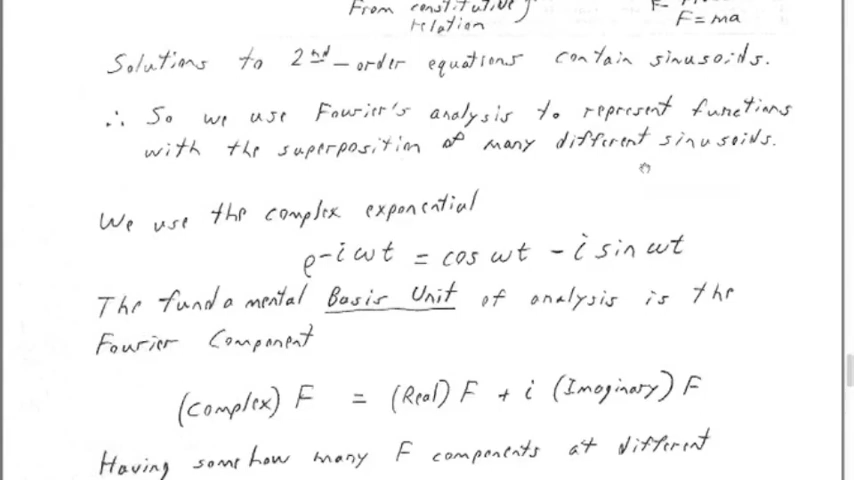 From constitutive
relation
F=ma
Solutions to 2nd-order equations contain sinusoids.
∴ So we use Fourier's analysis to represent functions
with the superposition of many different sinusoids.
We use the complex exponential
e^-iωt = cos ωt - i sin ωt
The fundamental Basis Unit of analysis is the
Fourier Component
(Complex) F = (Real) F + i (Imaginary) F
Having somehow many F components at different